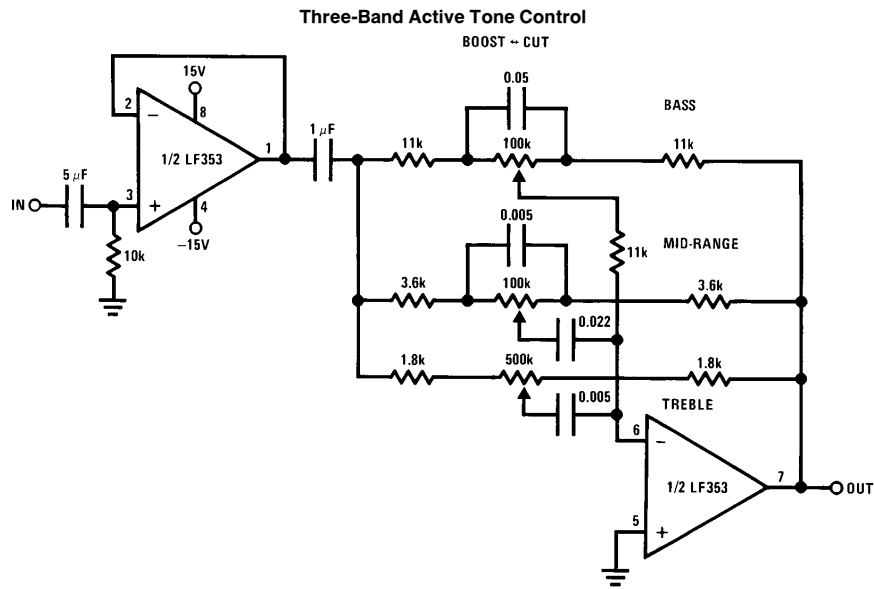 Three-Band Active Tone Control
BOOST ↔ CUT
15V
0.05
BASS
2
−
8
1 μF
11k
100k
11k
1/2 LF353
1
5 μF
IN
3
+
4
−15V
10k
0.005
11k
MID-RANGE
3.6k
100k
3.6k
0.022
1.8k
500k
1.8k
0.005
TREBLE
6
−
1/2 LF353
7
OUT
5
+